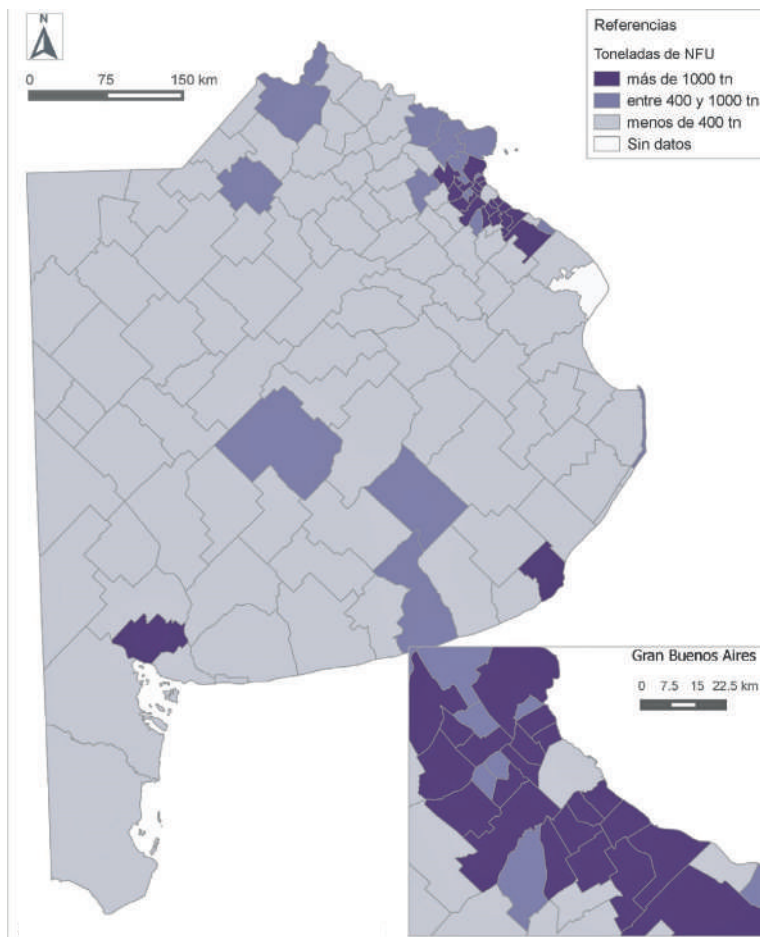 N
0 75 150 km
Referencias
Toneladas de NFU
más de 1000 tn
entre 400 y 1000 tn
menos de 400 tn
Sin datos
Gran Buenos Aires
0 7.5 15 22.5 km